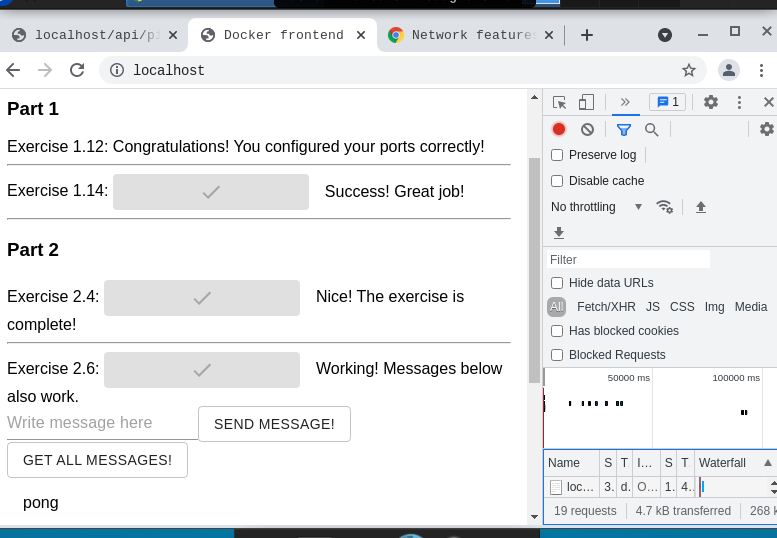 localhost/api/pi
Docker frontend
Network features
localhost
Part 1
Exercise 1.12: Congratulations! You configured your ports correctly!
Exercise 1.14:
Success! Great job!
Part 2
Exercise 2.4:
Nice! The exercise is
complete!
Exercise 2.6:
Working! Messages below
also work.
Write message here
SEND MESSAGE!
GET ALL MESSAGES!
pong
1
Preserve log
Disable cache
No throttling
Filter
Hide data URLs
All Fetch/XHR JS CSS Img Media
Has blocked cookies
Blocked Requests
50000 ms
100000 ms
Name S T I... S T Waterfall
loc... 3. d. O... 1. 4.
19 requests 4.7 kB transferred 268 k